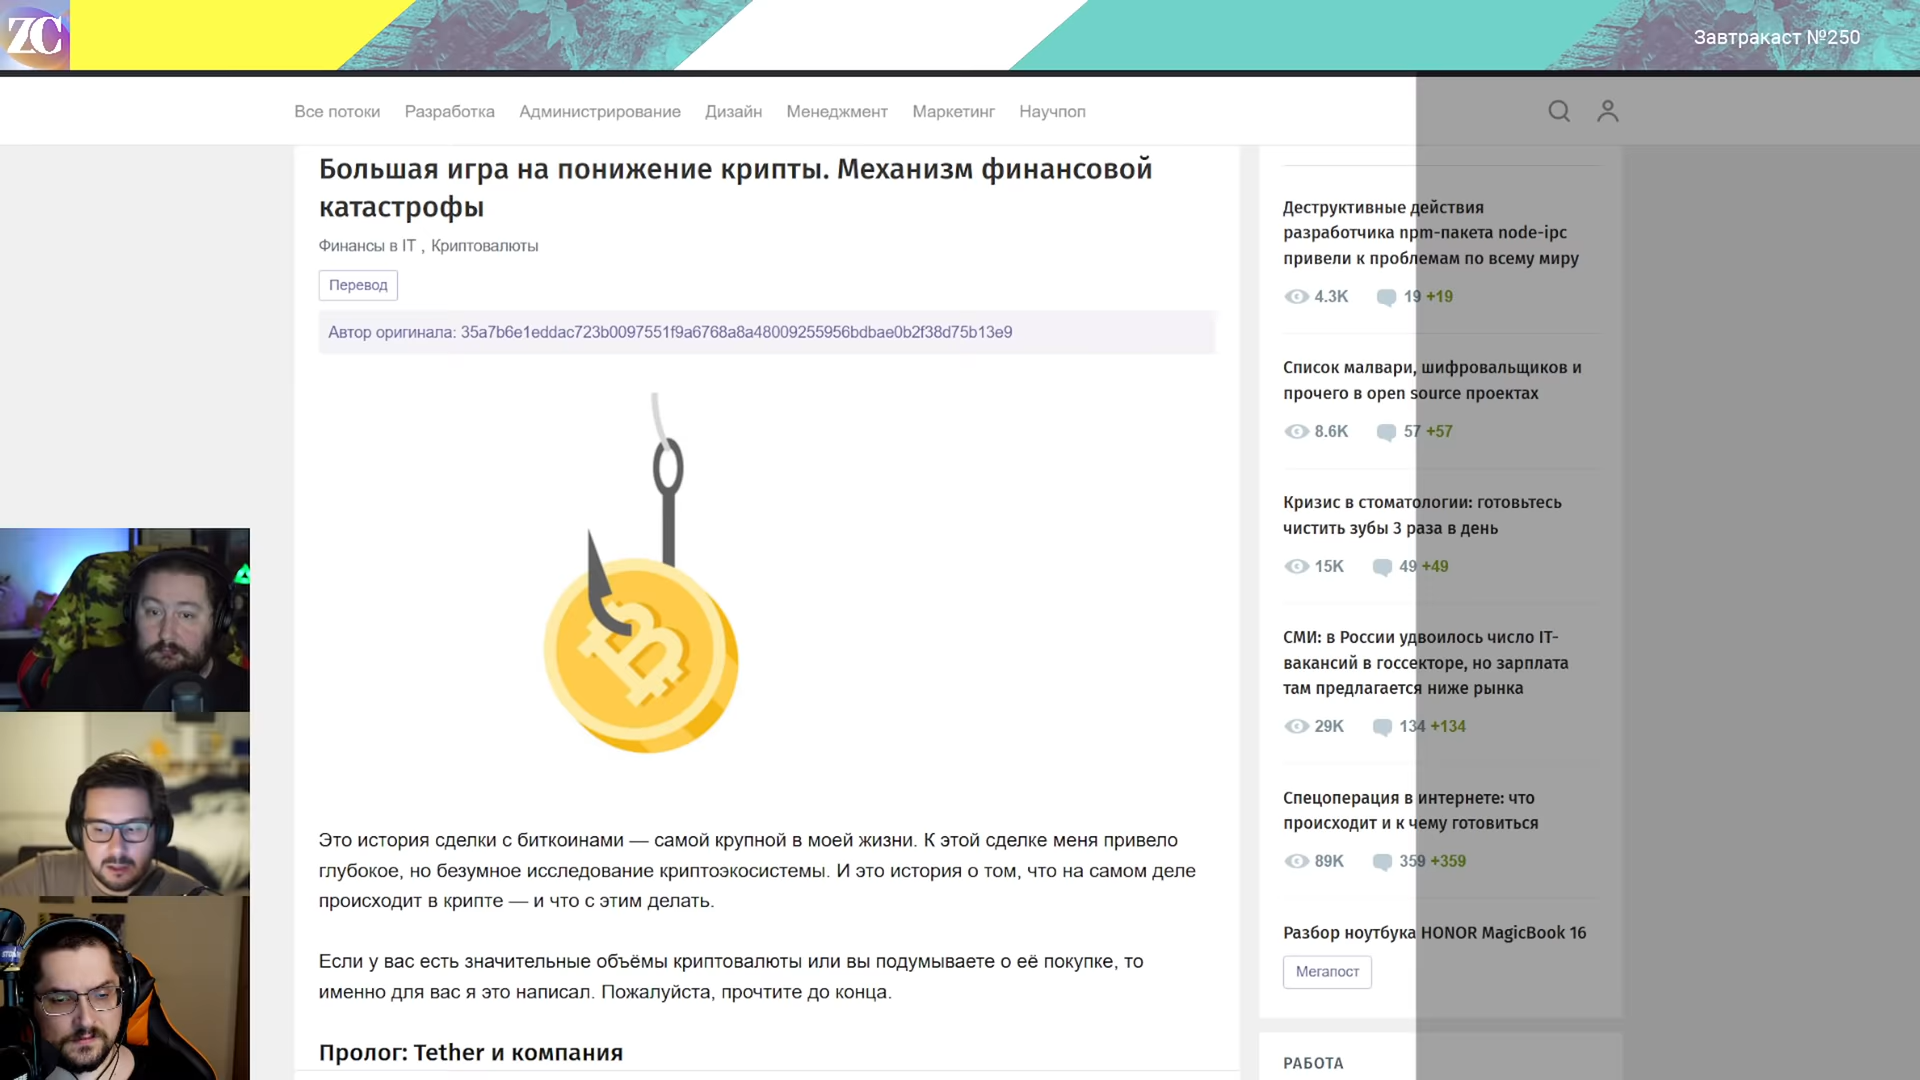 ZC
Завтракаст №250
Все потоки Разработка Администрирование Дизайн Менеджмент Маркетинг Научпоп
Большая игра на понижение крипты. Механизм финансовой
катастрофы
Финансы в IT , Криптовалюты
Перевод
Автор оригинала: 35a7b6e1eddac723b0097551f9a6768a8a48009255956bdbae0b2f38d75b13e9
Это история сделки с биткоинами — самой крупной в моей жизни. К этой сделке меня привело
глубокое, но безумное исследование криптоэкосистемы. И это история о том, что на самом деле
происходит в крипте — и что с этим делать.
Если у вас есть значительные объёмы криптовалюты или вы подумываете о её покупке, то
именно для вас я это написал. Пожалуйста, прочтите до конца.
Пролог: Tether и компания
Деструктивные действия
разработчика npm-пакета node-ipc
привели к проблемам по всему миру
4.3K 19 +19
Список малвари, шифровальщиков и
прочего в open source проектах
8.6K 57 +57
Кризис в стоматологии: готовьтесь
чистить зубы 3 раза в день
15K 49 +49
СМИ: в России удвоилось число IT-
вакансий в госсекторе, но зарплата
там предлагается ниже рынка
29K 134 +134
Спецоперация в интернете: что
происходит и к чему готовиться
89K 359 +359
Разбор ноутбука HONOR MagicBook 16
Мегапост
РАБОТА